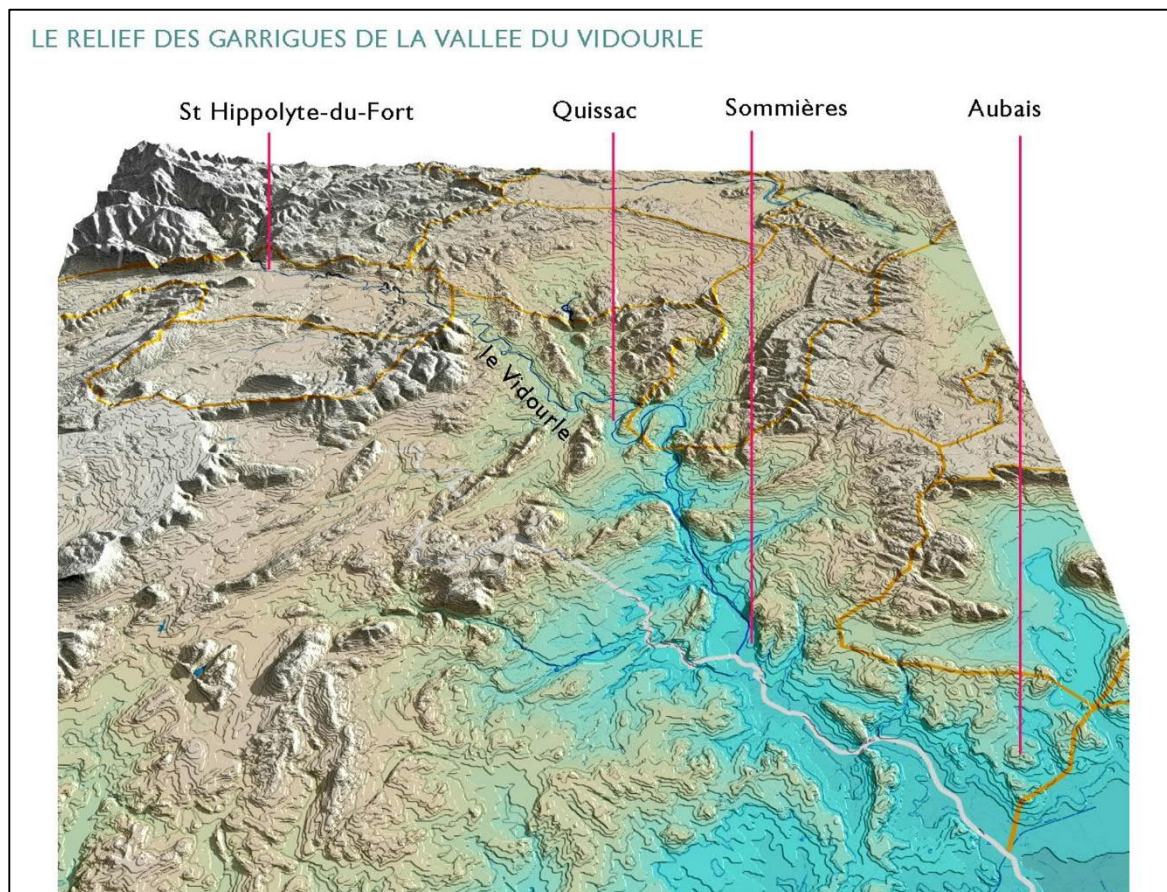 LE RELIEF DES GARRIGUES DE LA VALLEE DU VIDOURLE
St Hippolyte-du-Fort
Quissac
Sommières
Aubais
le Vidourle